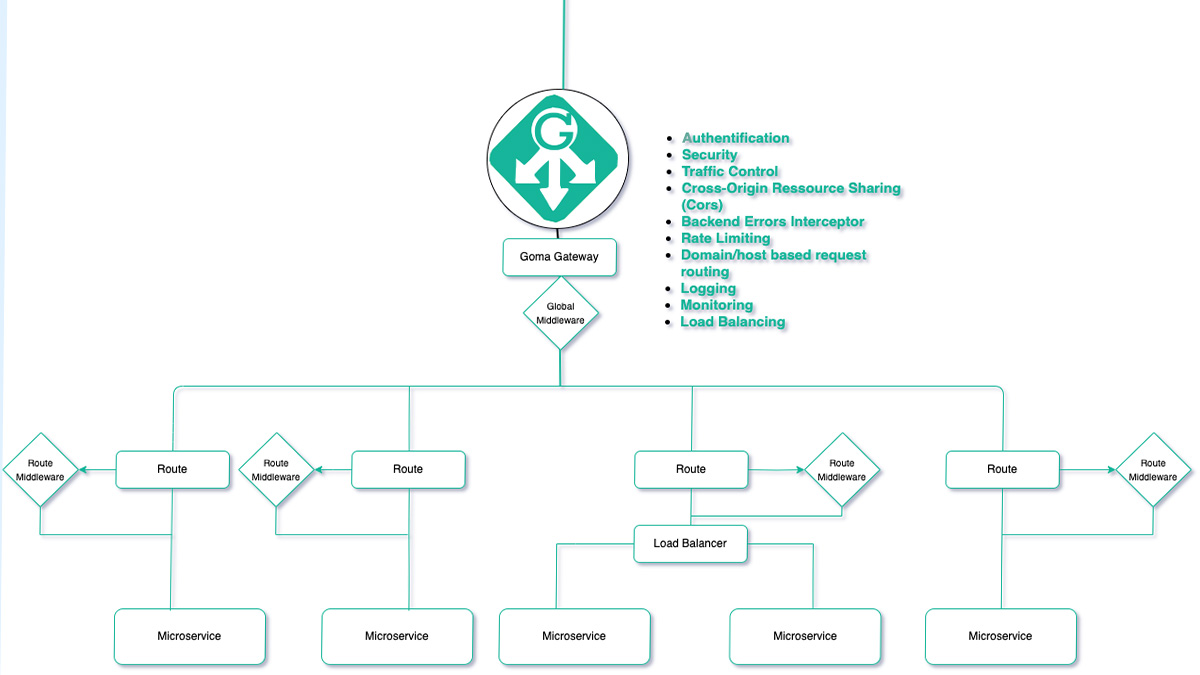 G
Authentification
Security
Traffic Control
Cross-Origin Ressource Sharing
(Cors)
Backend Errors Interceptor
Rate Limiting
Domain/host based request
routing
Logging
Monitoring
Load Balancing
Goma Gateway
Global
Middleware
Route
Middleware
Route
Route
Middleware
Route
Route
Route
Middleware
Route
Route
Middleware
Load Balancer
Microservice
Microservice
Microservice
Microservice
Microservice